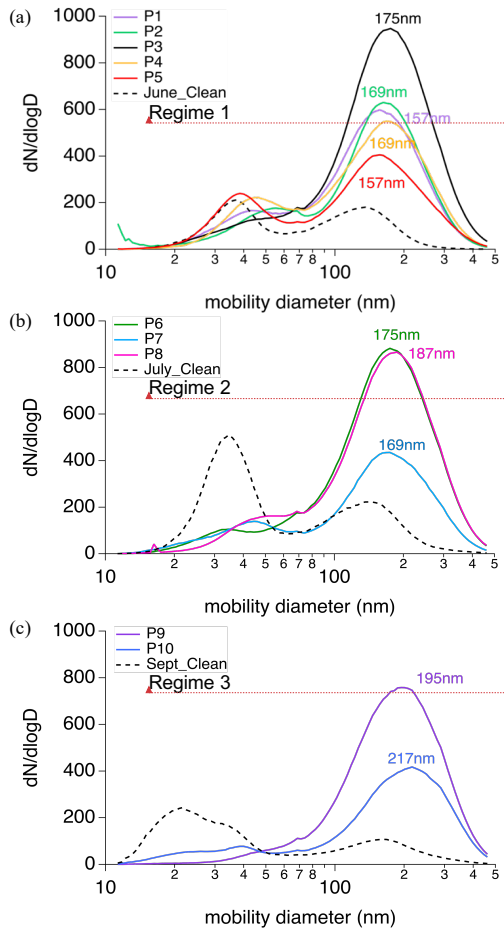 (a)
P1
P2
P3
P4
P5
June_Clean
Regime 1
175nm
169nm
157nm
169nm
157nm
1000
800
600
400
200
0
dN/dlogD
10 2 3 4 5 6 7 8 100 2 3 4 5
mobility diameter (nm)
(b)
P6
P7
P8
July_Clean
Regime 2
175nm
187nm
169nm
1000
800
600
400
200
0
dN/dlogD
10 2 3 4 5 6 7 8 100 2 3 4 5
mobility diameter (nm)
(c)
P9
P10
Sept_Clean
Regime 3
195nm
217nm
1000
800
600
400
200
0
dN/dlogD
10 2 3 4 5 6 7 8 100 2 3 4 5
mobility diameter (nm)